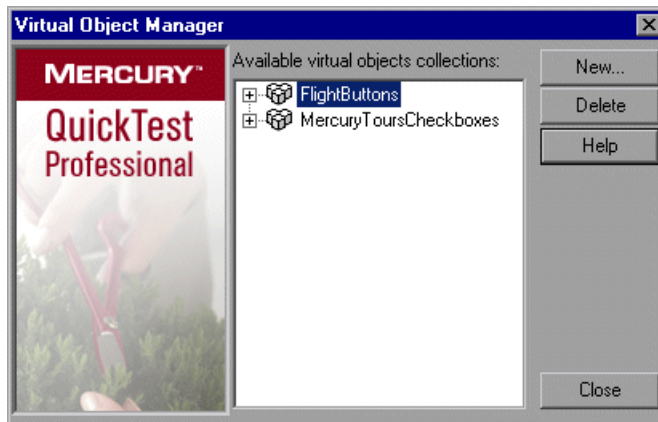 Virtual Object Manager
MERCURY™
QuickTest
Professional
Available virtual objects collections:
FlightButtons
MercuryToursCheckboxes
New...
Delete
Help
Close